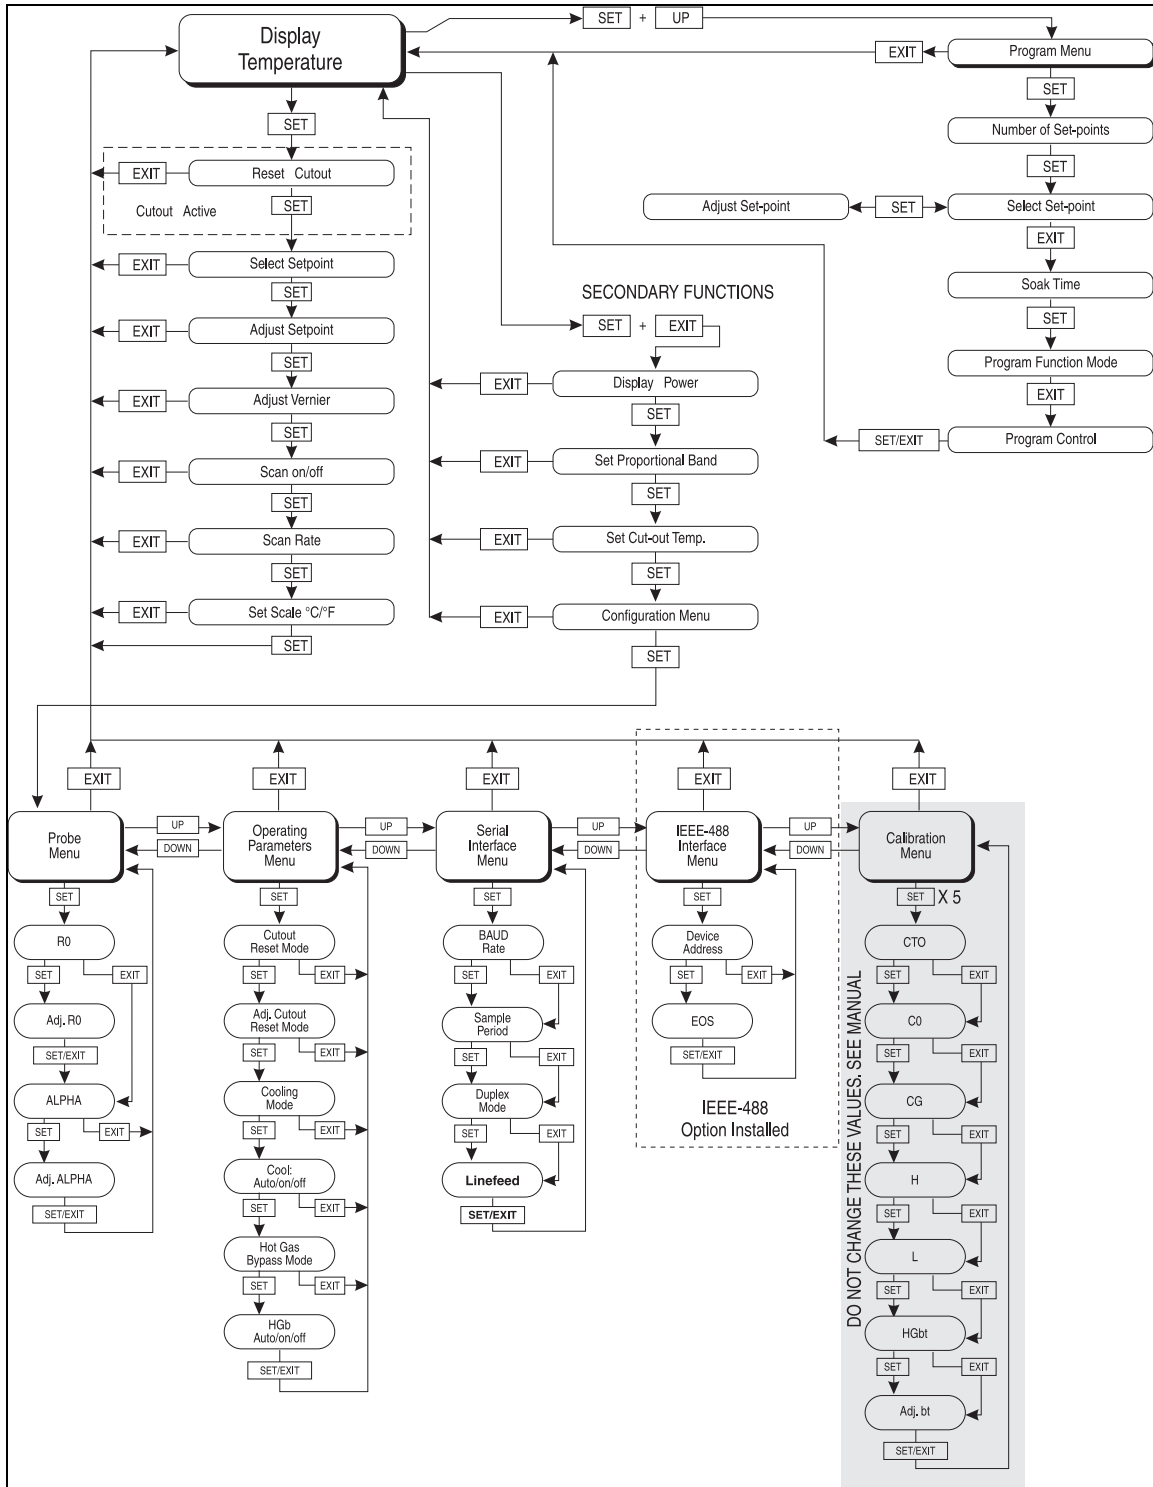 Display
Temperature
SET + UP
EXIT
Program Menu
SET
SET
Number of Set-points
Reset Cutout
EXIT
SET
Cutout Active
SET
Adjust Set-point
SET
Select Set-point
EXIT
Select Setpoint
EXIT
SET
Soak Time
SET
SECONDARY FUNCTIONS
SET + EXIT
EXIT
Adjust Setpoint
SET
Program Function Mode
EXIT
EXIT
Display Power
SET
EXIT
Adjust Vernier
SET
SET/EXIT
Program Control
EXIT
Set Proportional Band
SET
EXIT
Scan on/off
SET
EXIT
Set Cut-out Temp.
SET
EXIT
Scan Rate
SET
EXIT
Configuration Menu
SET
EXIT
Set Scale °C/°F
SET
EXIT
EXIT
EXIT
EXIT
EXIT
Probe
Menu
UP
DOWN
Operating
Parameters
Menu
UP
DOWN
Serial
Interface
Menu
UP
DOWN
IEEE-488
Interface
Menu
UP
DOWN
Calibration
Menu
SET
R0
SET
EXIT
Adj. R0
SET/EXIT
ALPHA
SET
EXIT
Adj. ALPHA
SET/EXIT
SET
Cutout
Reset Mode
SET
EXIT
Adj. Cutout
Reset Mode
SET
EXIT
Cooling
Mode
SET
EXIT
Cool:
Auto/on/off
SET
EXIT
Hot Gas
Bypass Mode
SET
EXIT
HGb
Auto/on/off
SET/EXIT
SET
BAUD
Rate
SET
EXIT
Sample
Period
SET
EXIT
Duplex
Mode
SET
EXIT
Linefeed
SET/EXIT
SET
Device
Address
SET
EXIT
EOS
SET/EXIT
IEEE-488
Option Installed
DO NOT CHANGE THESE VALUES. SEE MANUAL
SET X 5
CTO
SET
EXIT
C0
SET
EXIT
CG
SET
EXIT
H
SET
EXIT
L
SET
EXIT
HGbt
SET
EXIT
Adj. bt
SET/EXIT